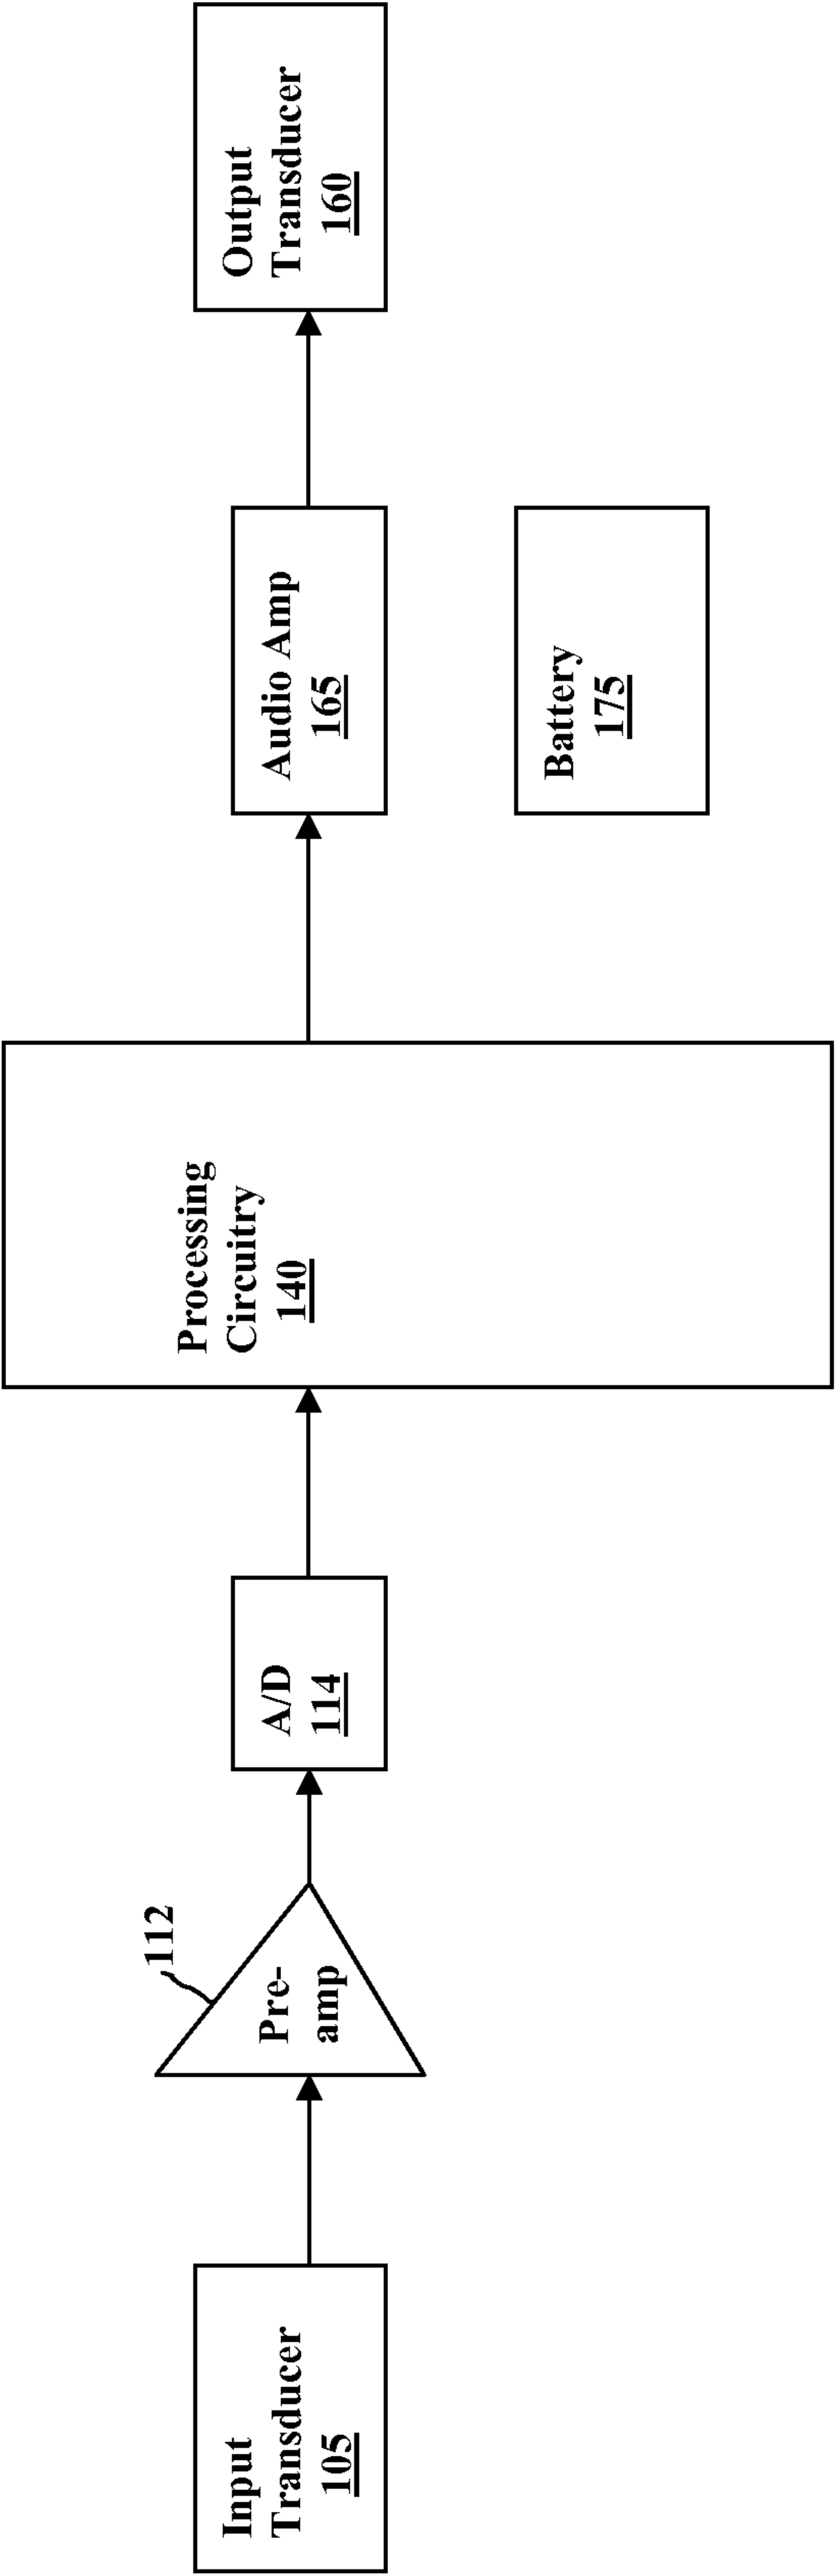 Input
Transducer
105
112
Pre-
amp
A/D
114
Processing
Circuitry
140
Audio Amp
165
Output
Transducer
160
Battery
175